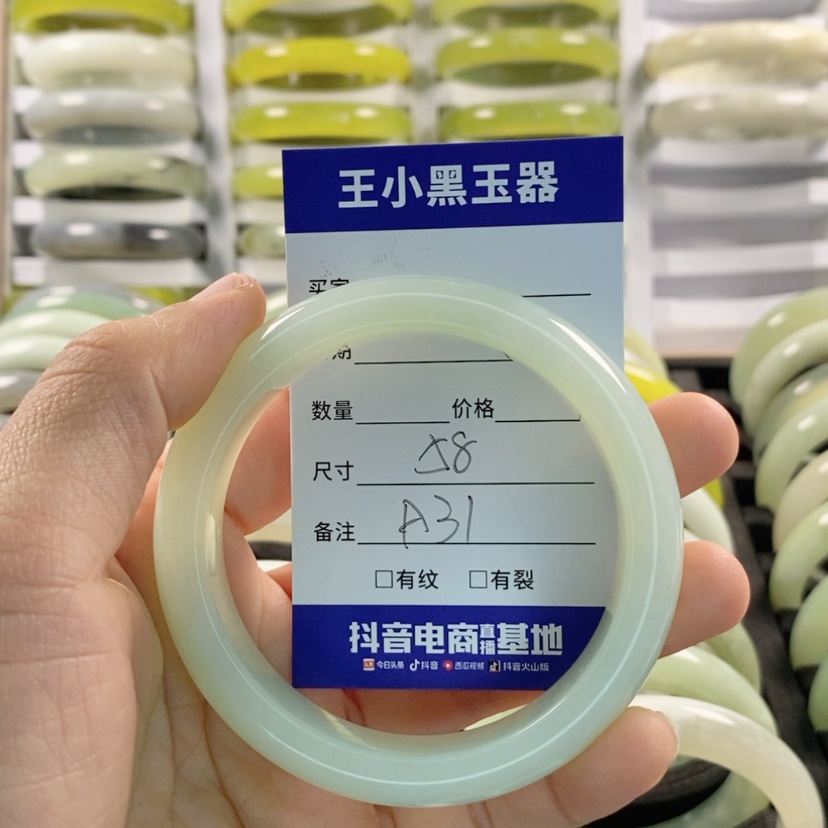 王小黑玉器
买家
期
数量 价格
尺寸 58
备注 A31
□有纹 □有裂
抖音电商直播基地
今日头条 抖音 西瓜视频 抖音火山版